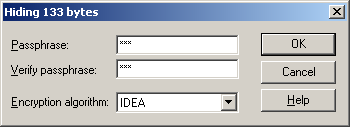 Hiding 133 bytes
Passphrase: *** OK
Verify passphrase: *** Cancel
Encryption algorithm: IDEA Help